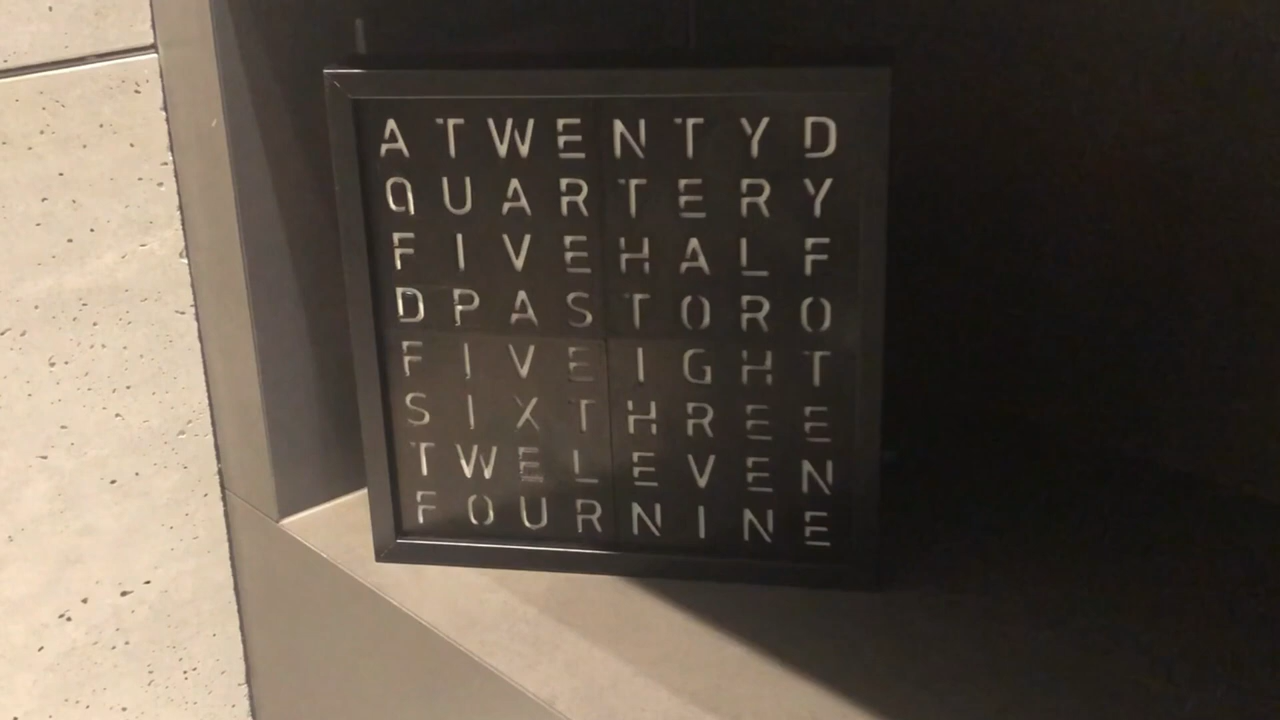 ATWENTYD
QUARTERY
FIVEHALF
DPASTORO
FIVEIGHT
SIXTHREE
TWELEVEN
FOURNINE